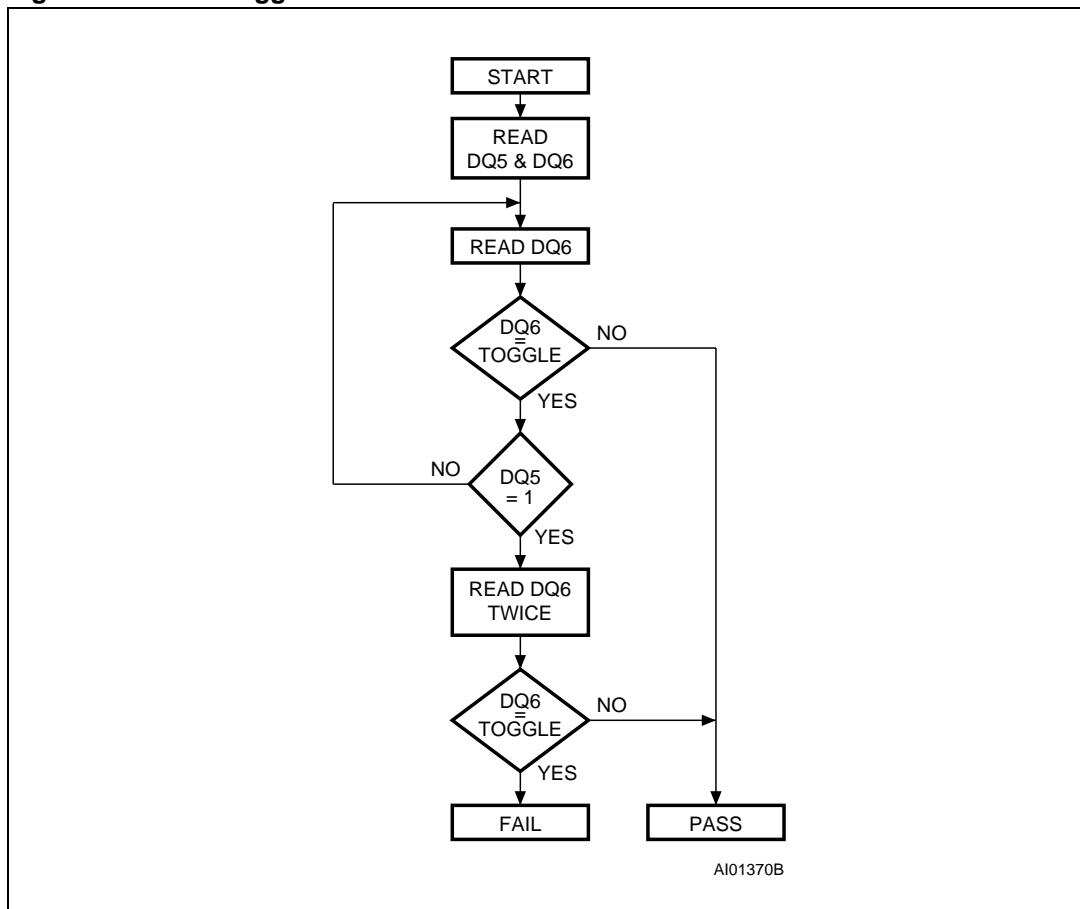 START
READ
DQ5 & DQ6
READ DQ6
DQ6
=
TOGGLE
NO
YES
NO
DQ5
= 1
YES
READ DQ6
TWICE
DQ6
=
TOGGLE
NO
YES
FAIL
PASS
AI01370B